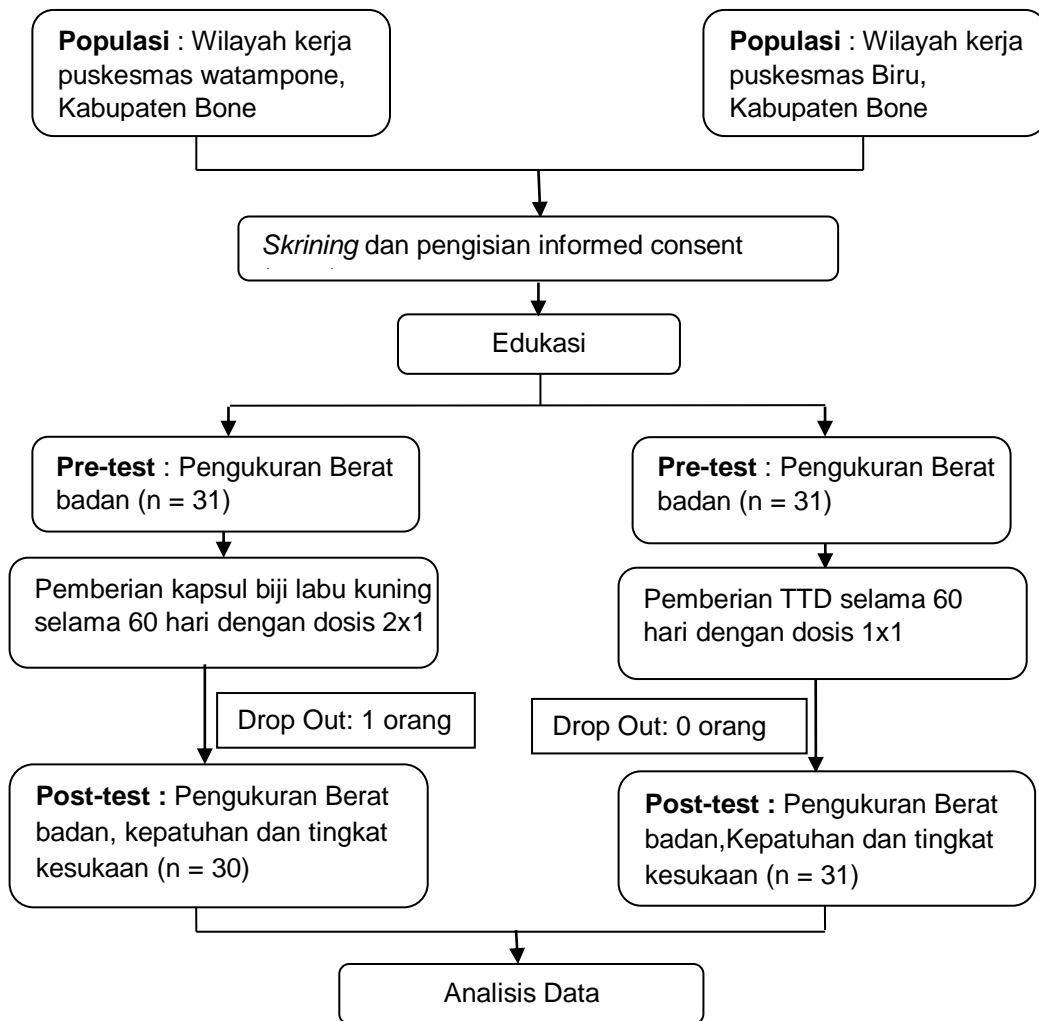 Populasi : Wilayah kerja
puskesmas watampone,
Kabupaten Bone
Populasi : Wilayah kerja
puskesmas Biru,
Kabupaten Bone
Skrining dan pengisian informed consent
Edukasi
Pre-test : Pengukuran Berat
badan (n = 31)
Pre-test : Pengukuran Berat
badan (n = 31)
Pemberian kapsul biji labu kuning
selama 60 hari dengan dosis 2x1
Pemberian TTD selama 60
hari dengan dosis 1x1
Drop Out: 1 orang
Drop Out: 0 orang
Post-test : Pengukuran Berat
badan, kepatuhan dan tingkat
kesukaan (n = 30)
Post-test : Pengukuran Berat
badan,Kepatuhan dan tingkat
kesukaan (n = 31)
Analisis Data